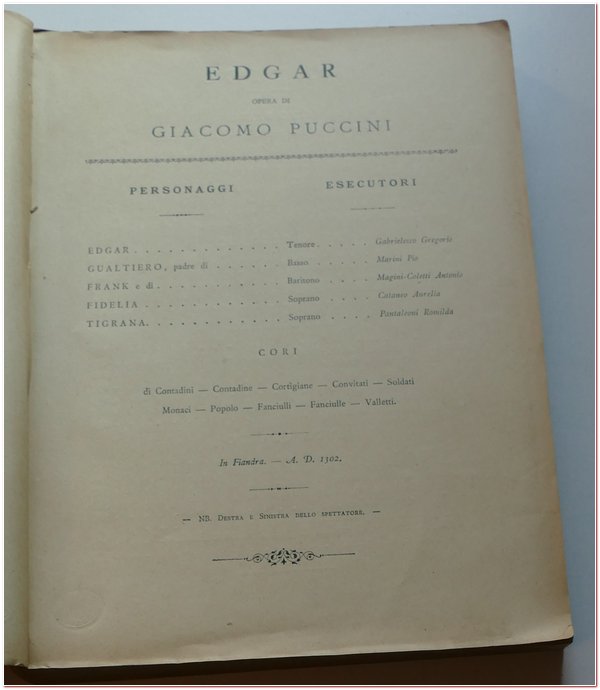 EDGAR
OPERA DI
GIACOMO PUCCINI
PERSONAGGI ESECUTORI
EDGAR . . . . . . . . . . . . . Tenore . . . . . Gabrielesco Gregorio
GUALTIERO, padre di . . . . . . Basso . . . . . Marini Pio
FRANK e di . . . . . . . . . . . Baritono . . . . Magini-Coletti Antonio
FIDELIA . . . . . . . . . . . . Soprano . . . . Cataneo Aurelia
TIGRANA. . . . . . . . . . . . Soprano . . . . Pantaleoni Romilda
CORI
di Contadini — Contadine — Cortigiane — Convitati — Soldati
Monaci — Popolo — Fanciulli — Fanciulle — Valletti.
In Fiandra. — A. D. 1302.
— NB. DESTRA E SINISTRA DELLO SPETTATORE. —